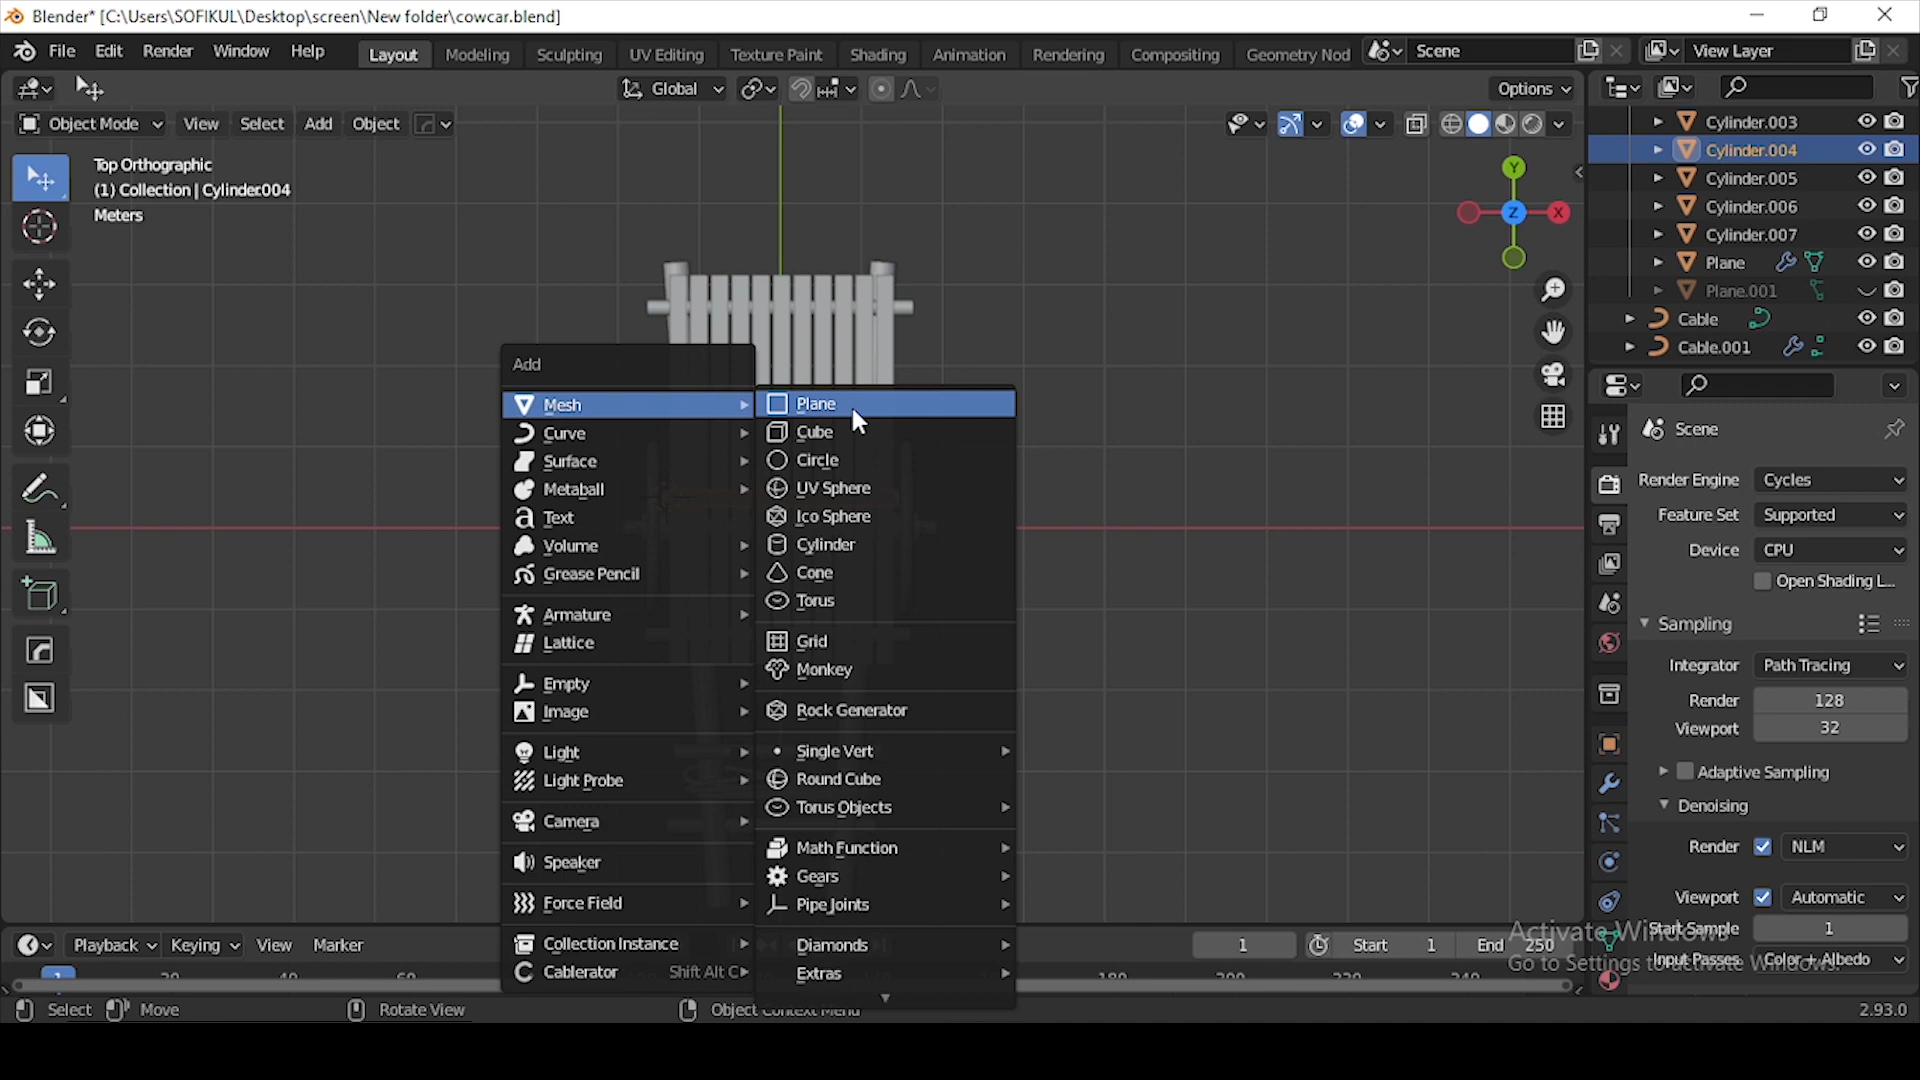 Blender* [C:\Users\SOFIKUL\Desktop\screen\New folder\cowcar.blend]
File Edit Render Window Help Layout Modeling Sculpting UV Editing Texture Paint Shading Animation Rendering Compositing Geometry Nod Scene View Layer
Global Options
Object Mode View Select Add Object
Top Orthographic
(1) Collection | Cylinder.004
Meters
Y
Z
X
Cylinder.003
Cylinder.004
Cylinder.005
Cylinder.006
Cylinder.007
Plane
Plane.001
Cable
Cable.001
Add
Mesh
Curve
Surface
Metaball
Text
Volume
Grease Pencil
Armature
Lattice
Empty
Image
Light
Light Probe
Camera
Speaker
Force Field
Collection Instance
Cablerator Shift Alt C
Plane
Cube
Circle
UV Sphere
Ico Sphere
Cylinder
Cone
Torus
Grid
Monkey
Rock Generator
Single Vert
Round Cube
Torus Objects
Math Function
Gears
Pipe Joints
Diamonds
Extras
Scene
Render Engine Cycles
Feature Set Supported
Device CPU
Open Shading L...
Sampling
Integrator Path Tracing
Render 128
Viewport 32
Adaptive Sampling
Denoising
Render NLM
Viewport Automatic
Start Sample 1
Input Passes Color + Albedo
Activate Windows
Go to Settings to activate Windows.
Playback Keying View Marker 1 Start 1 End 250
1 20 40 60 180 200 220 240
Select Move Rotate View Object Context Menu 2.93.0